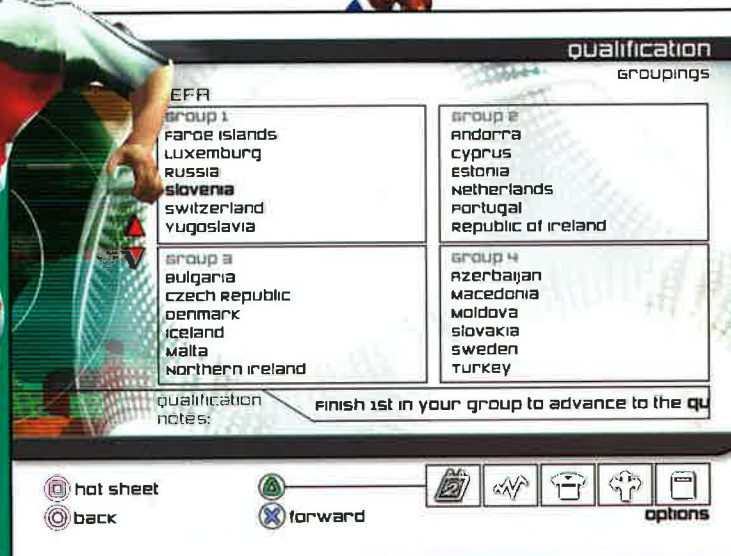 qualification
Groupings
EFA
Group 1
Faroe Islands
Luxemburg
Russia
Slovenia
Switzerland
Yugoslavia
Group 2
Andorra
Cyprus
Estonia
Netherlands
Portugal
Republic of Ireland
Group 3
Bulgaria
Czech Republic
Denmark
Iceland
Malta
Northern Ireland
Group 4
Azerbaijan
Macedonia
Moldova
Slovakia
Sweden
Turkey
qualification
notes:
Finish 1st in your group to advance to the qu
hot sheet
back
forward
options